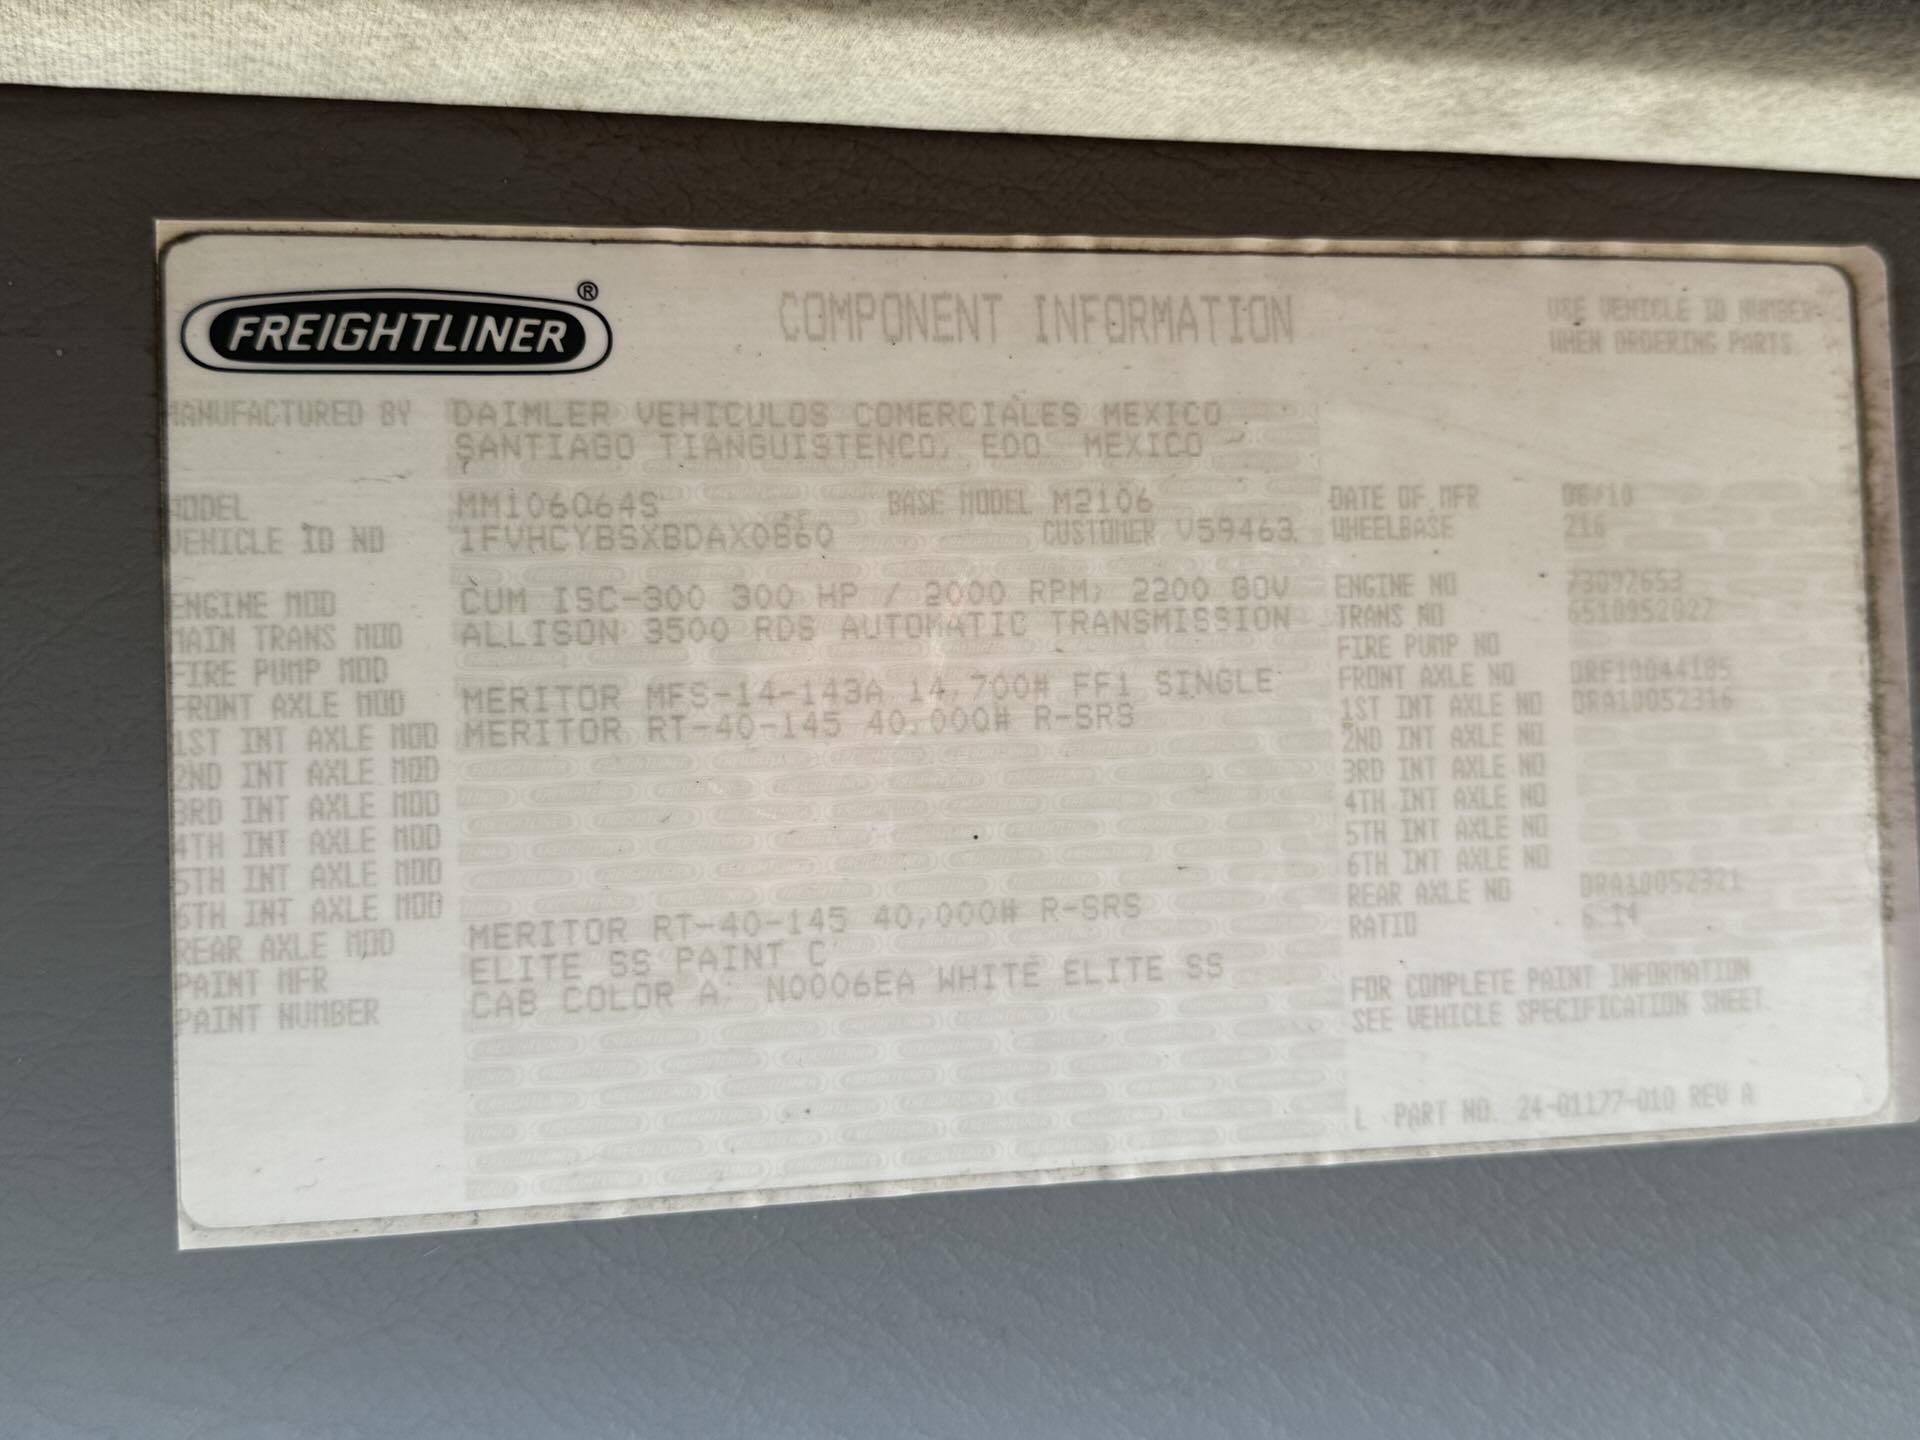 FREIGHTLINER®
COMPONENT INFORMATION
USE VEHICLE ID NUMBER
WHEN ORDERING PARTS.
MANUFACTURED BY DAIMLER VEHICULOS COMERCIALES MEXICO
SANTIAGO TIANGUISTENCO, EDO. MEXICO
MODEL MM106064S BASE MODEL M2106 DATE OF MFR 06/10
VEHICLE ID NO 1FVHCYBSXBDAX0860 CUSTOMER V59463 WHEELBASE 216
ENGINE MOD CUM ISC-300 300 HP / 2000 RPM, 2200 GOV ENGINE NO 73097653
MAIN TRANS MOD ALLISON 3500 RDS AUTOMATIC TRANSMISSION TRANS NO
FIRE PUMP MOD FIRE PUMP NO
FRONT AXLE MOD MERITOR MFS-14-143A 14,700# FF1 SINGLE FRONT AXLE NO
1ST INT AXLE MOD MERITOR RT-40-145 40,000# R-SRS 1ST INT AXLE NO
2ND INT AXLE MOD 2ND INT AXLE NO
3RD INT AXLE MOD 3RD INT AXLE NO
4TH INT AXLE MOD 4TH INT AXLE NO
5TH INT AXLE MOD 5TH INT AXLE NO
6TH INT AXLE MOD 6TH INT AXLE NO
REAR AXLE MOD MERITOR RT-40-145 40,000# R-SRS REAR AXLE NO
PAINT MFR ELITE SS PAINT C RATIO 6.14
PAINT NUMBER CAB COLOR A: N0006EA WHITE ELITE SS
FOR COMPLETE PAINT INFORMATION
SEE VEHICLE SPECIFICATION SHEET.
L PART NO. 24-01177-010 REV A